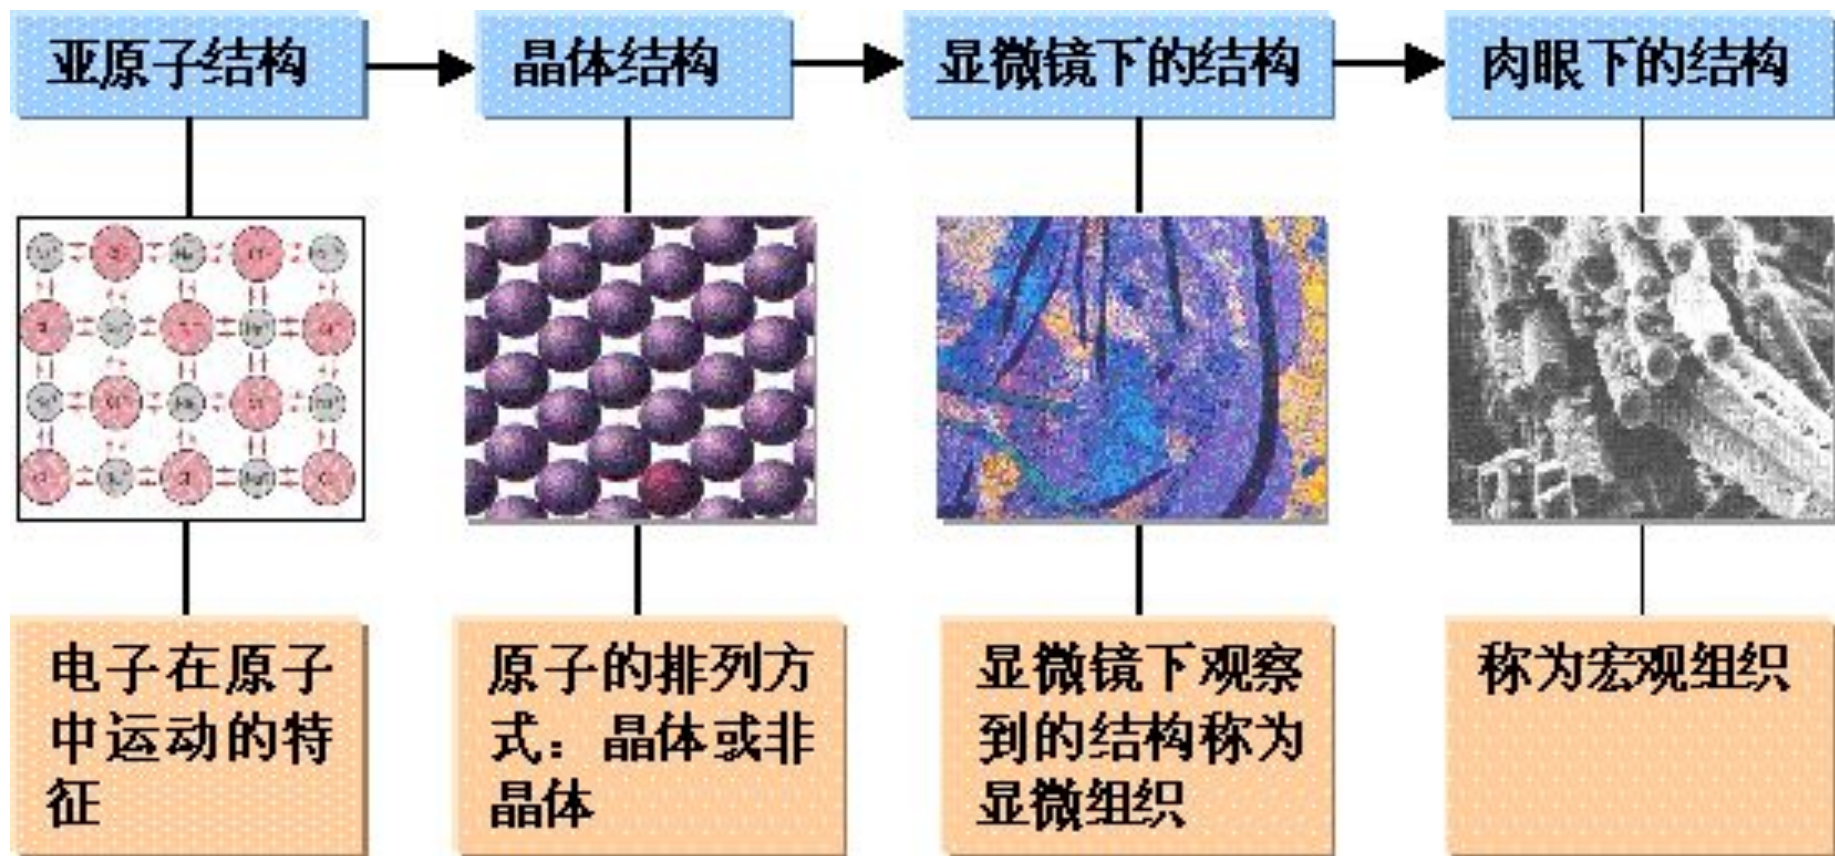 亚原子结构
晶体结构
显微镜下的结构
肉眼下的结构
电子在原子
中运动的特
征
原子的排列方
式：晶体或非
晶体
显微镜下观察
到的结构称为
显微组织
称为宏观组织